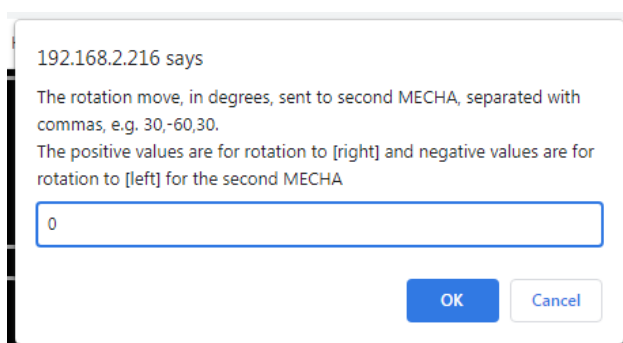 192.168.2.216 says
The rotation move, in degrees, sent to second MECHA, separated with
commas, e.g. 30,-60,30.
The positive values are for rotation to [right] and negative values are for
rotation to [left] for the second MECHA
0
OK Cancel